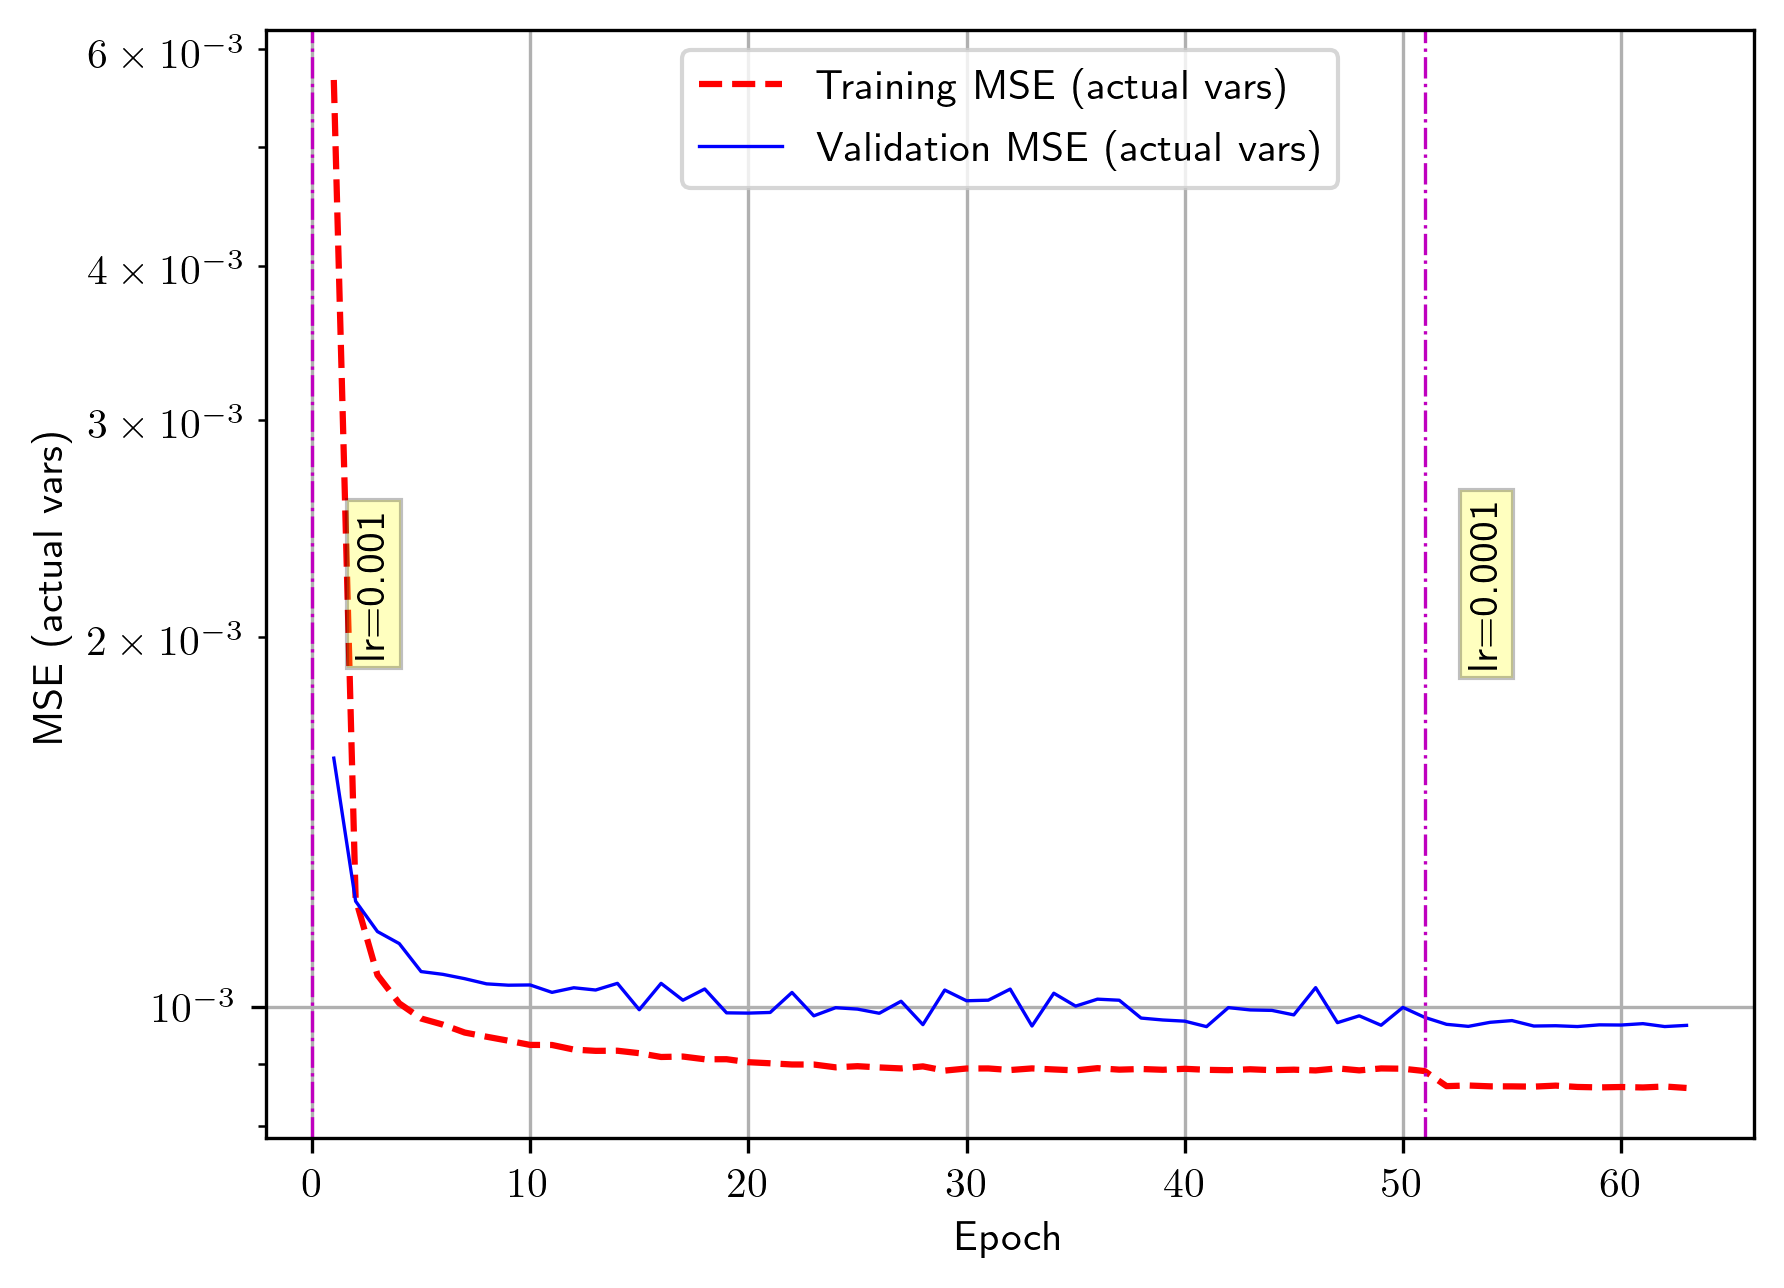 6 × 10⁻³
4 × 10⁻³
3 × 10⁻³
2 × 10⁻³
10⁻³
MSE (actual vars)
Training MSE (actual vars)
Validation MSE (actual vars)
lr=0.001
lr=0.0001
0 10 20 30 40 50 60
Epoch